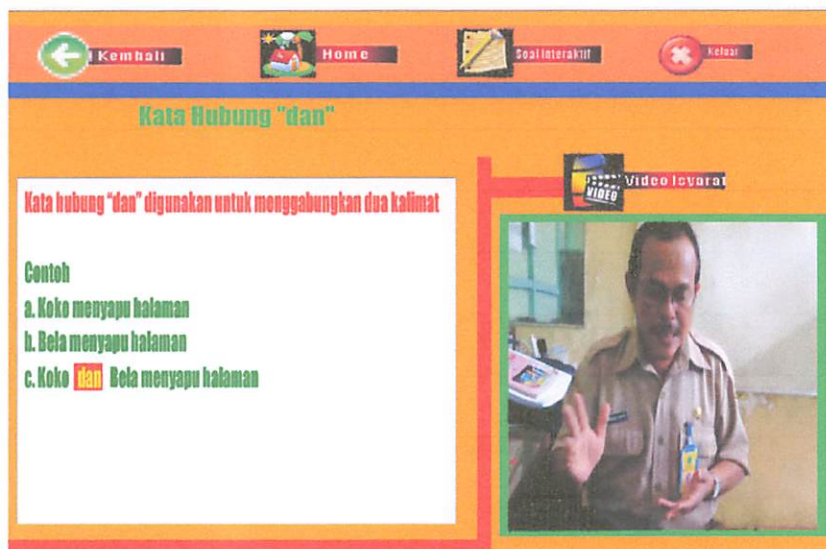 Kembali
Home
Soal Interaktif
Keluar
Kata Hubung "dan"
Video Isyarat
VIDEO
Kata hubung "dan" digunakan untuk menggabungkan dua kalimat
Contoh
a. Koko menyapu halaman
b. Bela menyapu halaman
c. Koko dan Bela menyapu halaman